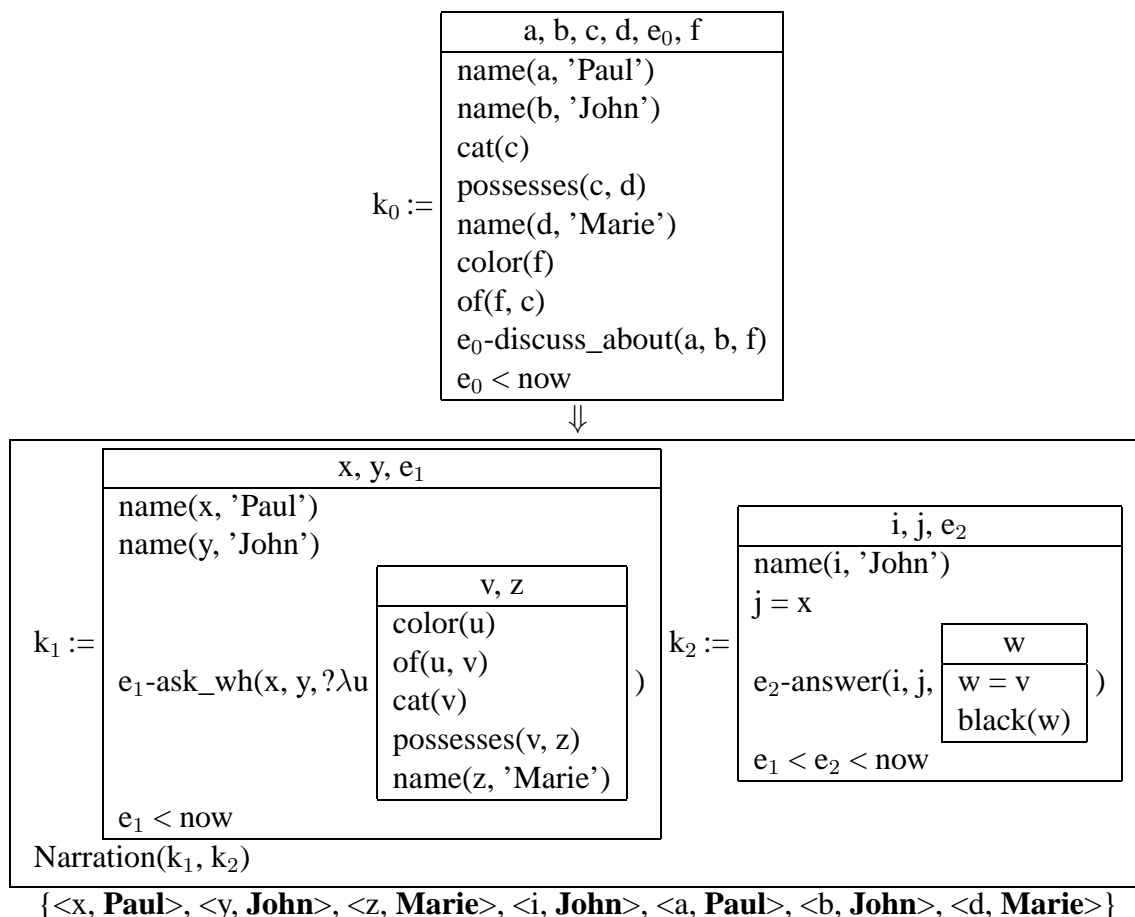 a, b, c, d, e₀, f
name(a, ’Paul’)
name(b, ’John’)
cat(c)
k₀ := possesses(c, d)
name(d, ’Marie’)
color(f)
of(f, c)
e₀-discuss_about(a, b, f)
e₀ < now
⇓
k₁ :=
x, y, e₁
name(x, ’Paul’)
name(y, ’John’)
e₁-ask_wh(x, y, ?λu
v, z
color(u)
of(u, v)
cat(v)
possesses(v, z)
name(z, ’Marie’)
)
e₁ < now
k₂ :=
i, j, e₂
name(i, ’John’)
j = x
e₂-answer(i, j,
w
w = v
black(w)
)
e₁ < e₂ < now
Narration(k₁, k₂)
{<x, Paul>, <y, John>, <z, Marie>, <i, John>, <a, Paul>, <b, John>, <d, Marie>}